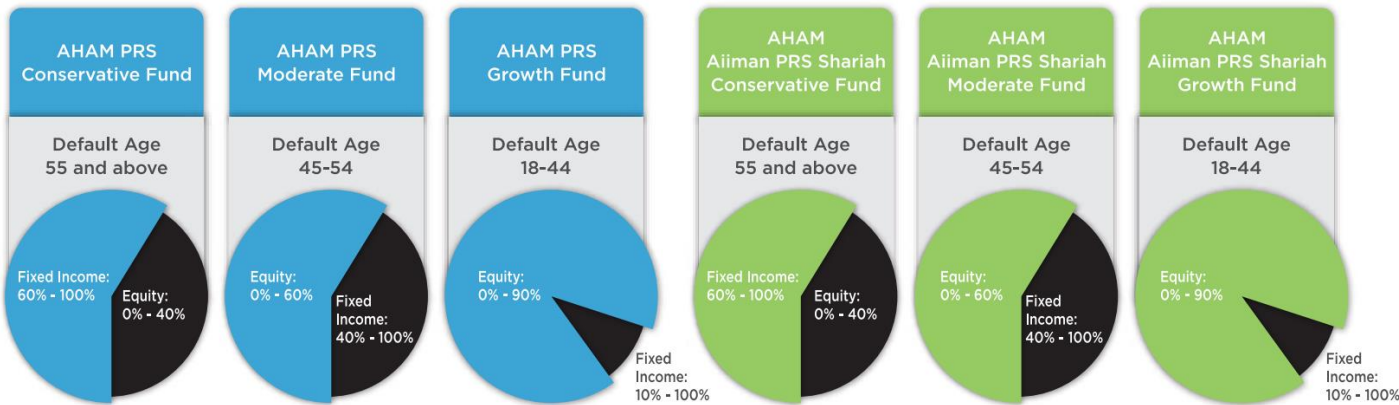 AHAM PRS
Conservative Fund
Default Age
55 and above
Fixed Income:
60% - 100%
Equity:
0% - 40%
AHAM PRS
Moderate Fund
Default Age
45-54
Equity:
0% - 60%
Fixed
Income:
40% - 100%
AHAM PRS
Growth Fund
Default Age
18-44
Equity:
0% - 90%
Fixed
Income:
10% - 100%
AHAM
Aiiman PRS Shariah
Conservative Fund
Default Age
55 and above
Fixed Income:
60% - 100%
Equity:
0% - 40%
AHAM
Aiiman PRS Shariah
Moderate Fund
Default Age
45-54
Equity:
0% - 60%
Fixed
Income:
40% - 100%
AHAM
Aiiman PRS Shariah
Growth Fund
Default Age
18-44
Equity:
0% - 90%
Fixed
Income:
10% - 100%